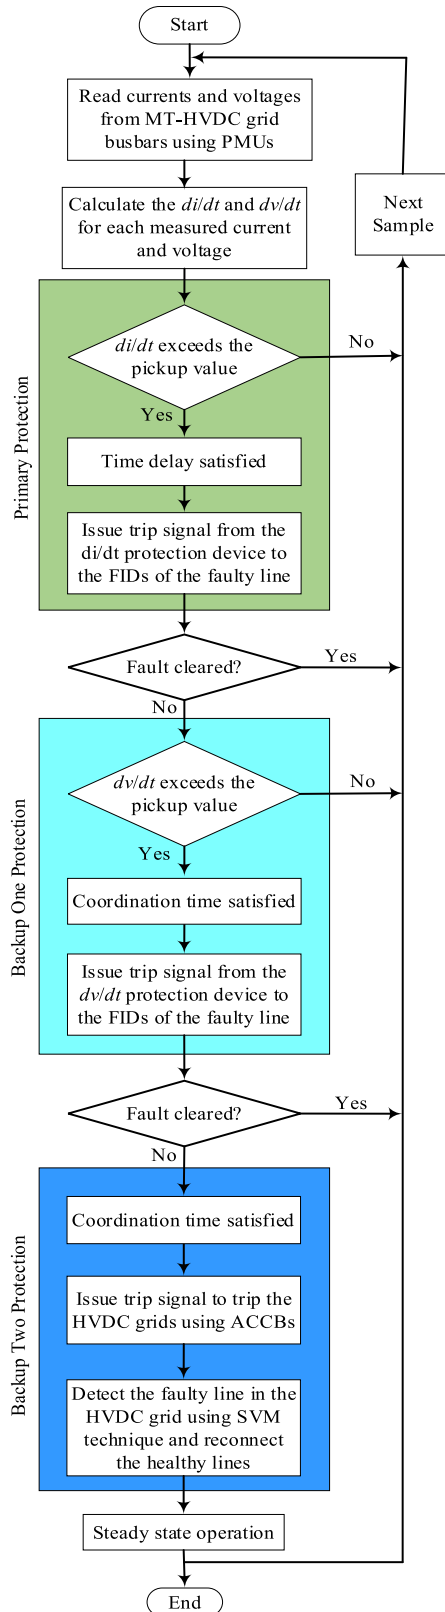 Start
Read currents and voltages
from MT-HVDC grid
busbars using PMUs
Next
Sample
Calculate the di/dt and dv/dt
for each measured current
and voltage
Primary Protection
di/dt exceeds the
pickup value
No
Yes
Time delay satisfied
Issue trip signal from the
di/dt protection device to
the FIDs of the faulty line
Fault cleared?
Yes
No
Backup One Protection
dv/dt exceeds the
pickup value
No
Yes
Coordination time satisfied
Issue trip signal from the
dv/dt protection device to
the FIDs of the faulty line
Fault cleared?
Yes
No
Backup Two Protection
Coordination time satisfied
Issue trip signal to trip the
HVDC grids using ACCBs
Detect the faulty line in the
HVDC grid using SVM
technique and reconnect
the healthy lines
Steady state operation
End